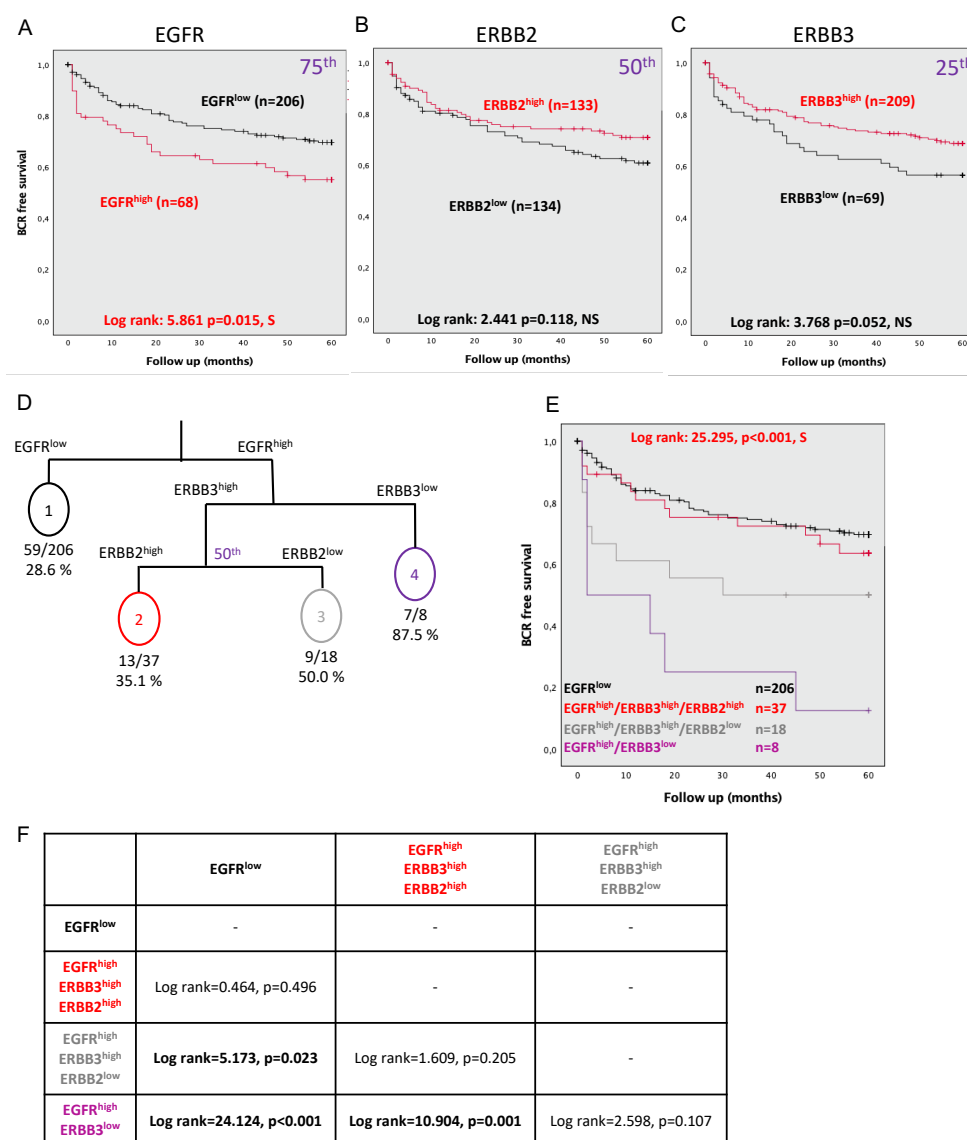 A
EGFR
75th
1,0
0,8
0,6
0,4
0,2
0,0
BCR free survival
EGFRlow (n=206)
EGFRhigh (n=68)
Log rank: 5.861 p=0.015, S
0 10 20 30 40 50 60
Follow up (months)
B
ERBB2
50th
1,0
0,8
0,6
0,4
0,2
0,0
ERBB2high (n=133)
ERBB2low (n=134)
Log rank: 2.441 p=0.118, NS
0 10 20 30 40 50 60
Follow up (months)
C
ERBB3
25th
1,0
0,8
0,6
0,4
0,2
0,0
ERBB3high (n=209)
ERBB3low (n=69)
Log rank: 3.768 p=0.052, NS
0 10 20 30 40 50 60
Follow up (months)
D
EGFRlow
EGFRhigh
1
59/206
28.6 %
ERBB3high
ERBB3low
ERBB2high
50th
ERBB2low
4
7/8
87.5 %
2
13/37
35.1 %
3
9/18
50.0 %
E
Log rank: 25.295, p<0.001, S
1,0
0,8
0,6
0,4
0,2
0,0
BCR free survival
EGFRlow n=206
EGFRhigh/ERBB3high/ERBB2high n=37
EGFRhigh/ERBB3high/ERBB2low n=18
EGFRhigh/ERBB3low n=8
0 10 20 30 40 50 60
Follow up (months)
F
EGFRlow
EGFRhigh
ERBB3high
ERBB2high
EGFRhigh
ERBB3high
ERBB2low
EGFRlow
-
-
-
EGFRhigh
ERBB3high
ERBB2high
Log rank=0.464, p=0.496
-
-
EGFRhigh
ERBB3high
ERBB2low
Log rank=5.173, p=0.023
Log rank=1.609, p=0.205
-
EGFRhigh
ERBB3low
Log rank=24.124, p<0.001
Log rank=10.904, p=0.001
Log rank=2.598, p=0.107